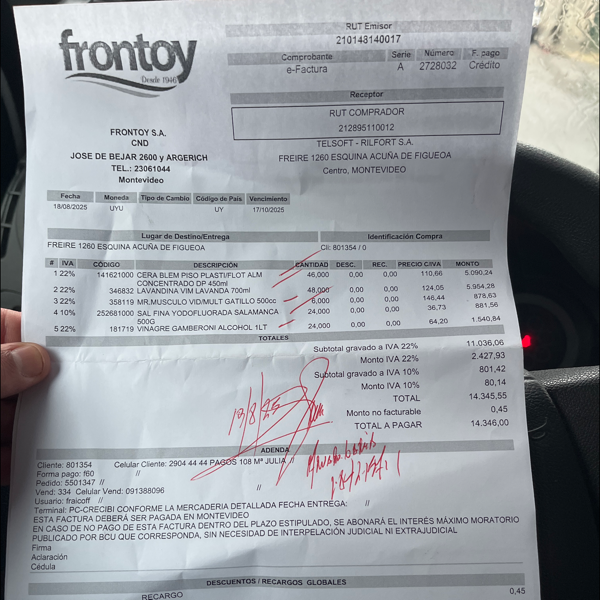 frontoy
Desde 1946
RUT Emisor
210148140017
Comprobante Serie Número F. pago
e-Factura A 2728032 Crédito
Receptor
RUT COMPRADOR
212895110012
TELSOFT - RILFORT S.A.
FREIRE 1260 ESQUINA ACUÑA DE FIGUEOA
Centro, MONTEVIDEO
FRONTOY S.A.
CND
JOSE DE BEJAR 2600 y ARGERICH
TEL.: 23061044
Montevideo
Fecha Moneda Tipo de Cambio Código de País Vencimiento
18/08/2025 UYU UY 17/10/2025
Lugar de Destino/Entrega Identificación Compra
FREIRE 1260 ESQUINA ACUÑA DE FIGUEOA Cli: 801354 / 0
# IVA CÓDIGO DESCRIPCIÓN CANTIDAD DESC. REC. PRECIO C/IVA MONTO
1 22% 141621000 CERA BLEM PISO PLASTI/FLOT ALM 46,000 0,00 0,00 110,66 5.090,24
CONCENTRADO DP 450ml
2 22% 346832 LAVANDINA VIM LAVANDA 700ml 48,000 0,00 0,00 124,05 5.954,28
3 22% 358119 MR.MUSCULO VID/MULT GATILLO 500cc 6,000 0,00 0,00 146,44 878,63
4 10% 252681000 SAL FINA YODOFLUORADA SALAMANCA 24,000 0,00 0,00 36,73 881,56
500G
5 22% 181719 VINAGRE GAMBERONI ALCOHOL 1LT 24,000 0,00 0,00 64,20 1.540,84
TOTALES
Subtotal gravado a IVA 22% 11.036,06
Monto IVA 22% 2.427,93
Subtotal gravado a IVA 10% 801,42
Monto IVA 10% 80,14
TOTAL 14.345,55
Monto no facturable 0,45
TOTAL A PAGAR 14.346,00
ADENDA
Cliente: 801354 Celular Cliente: 2904 44 44 PAGOS 108 Mª JULIA //
Forma pago: f60 //
Pedido: 5501347 //
Vend: 334 Celular Vend: 091388096 //
Usuario: fraicoff //
Terminal: PC-CRECIBI CONFORME LA MERCADERIA DETALLADA FECHA ENTREGA: //
ESTA FACTURA DEBERÁ SER PAGADA EN MONTEVIDEO
EN CASO DE NO PAGO DE ESTA FACTURA DENTRO DEL PLAZO ESTIPULADO, SE ABONARÁ EL INTERÉS MÁXIMO MORATORIO
PUBLICADO POR BCU QUE CORRESPONDA, SIN NECESIDAD DE INTERPELACIÓN JUDICIAL NI EXTRAJUDICIAL
Firma
Aclaración
Cédula
DESCUENTOS / RECARGOS GLOBALES
RECARGO 0,45